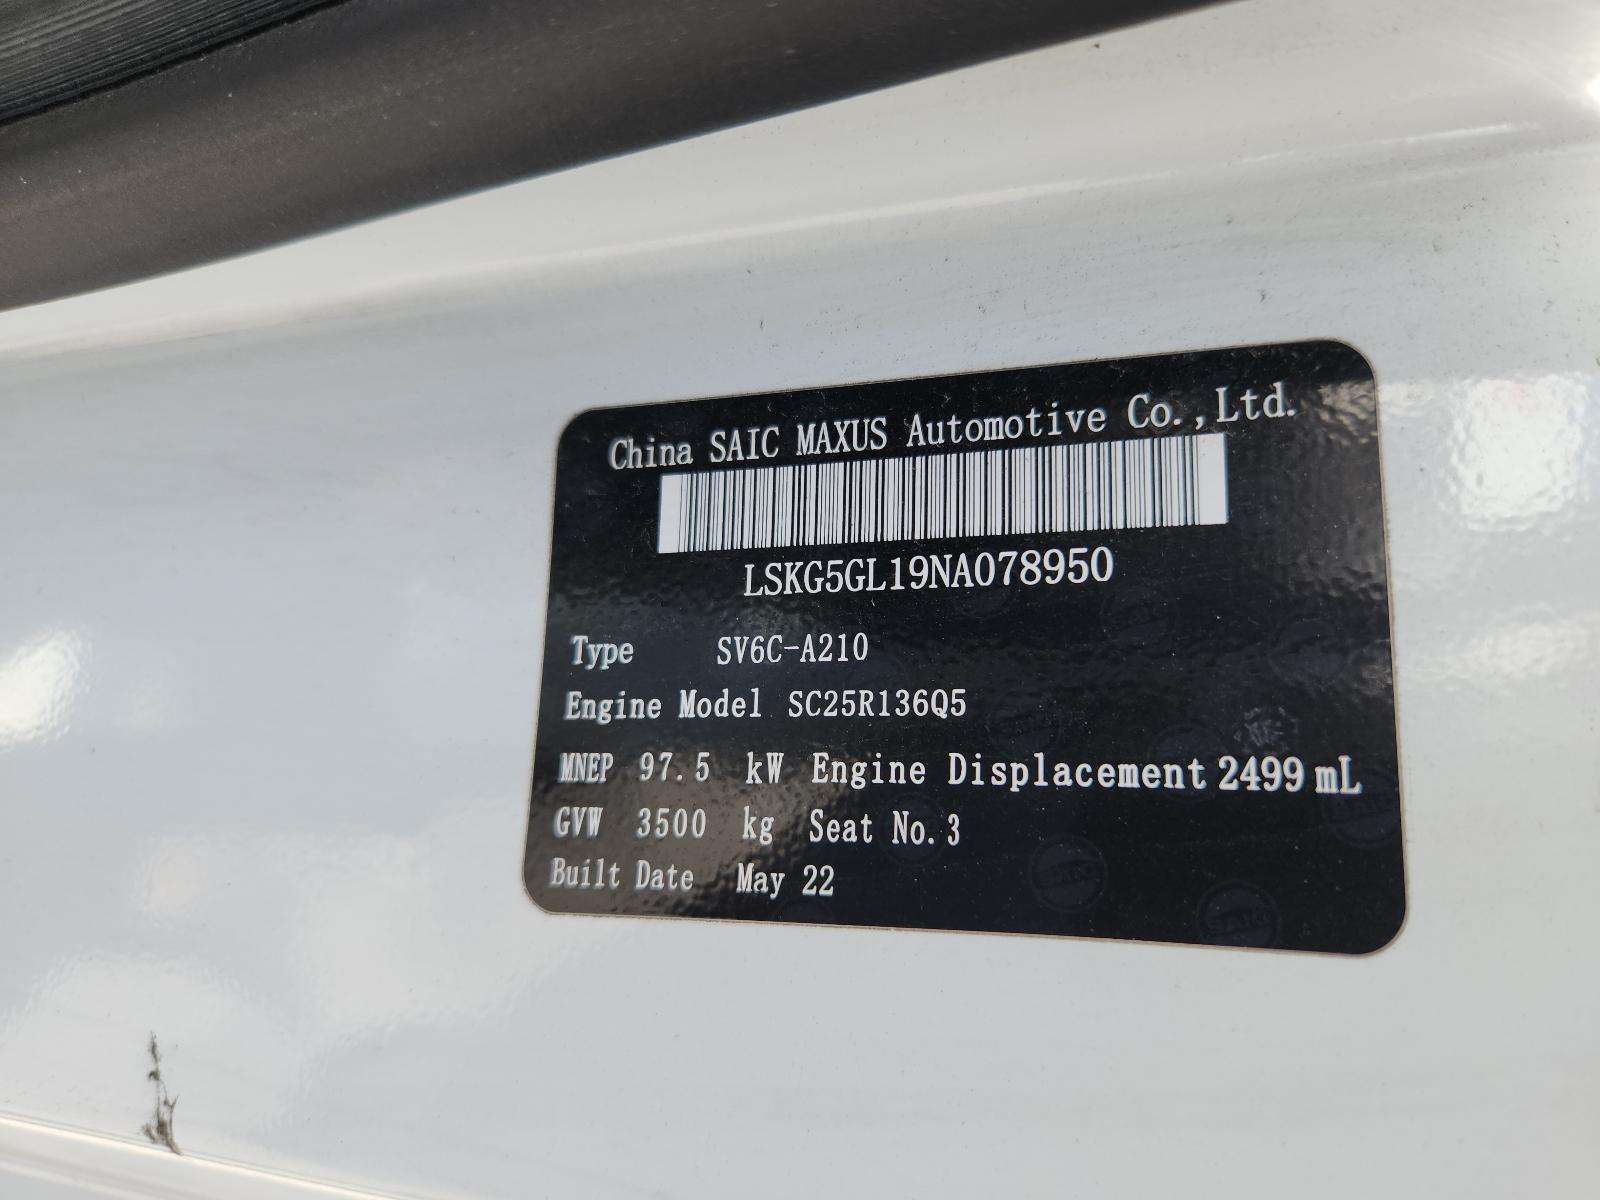 China SAIC MAXUS Automotive Co.,Ltd.
LSKG5GL19NA078950
Type SV6C-A210
Engine Model SC25R136Q5
MNEP 97.5 kW Engine Displacement 2499 mL
GVW 3500 kg Seat No.3
Built Date May 22
SAIC